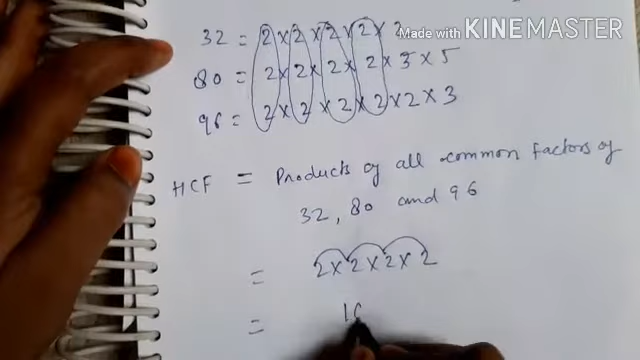 Made with KINEMASTER
32 = 2 × 2 × 2 × 2 × 2
80 = 2 × 2 × 2 × 2 × 5 × 5
96 = 2 × 2 × 2 × 2 × 2 × 3
HCF = Products of all common factors of
32, 80 and 96
= 2 × 2 × 2 × 2
=